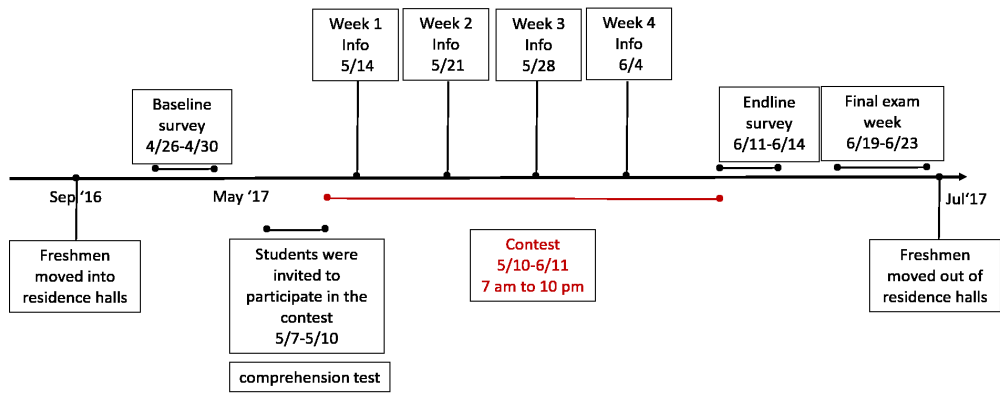 Week 1
Info
5/14
Week 2
Info
5/21
Week 3
Info
5/28
Week 4
Info
6/4
Baseline
survey
4/26-4/30
Endline
survey
6/11-6/14
Final exam
week
6/19-6/23
Sep ‘16
May ‘17
Jul‘17
Freshmen
moved into
residence halls
Students were
invited to
participate in the
contest
5/7-5/10
comprehension test
Contest
5/10-6/11
7 am to 10 pm
Freshmen
moved out of
residence halls